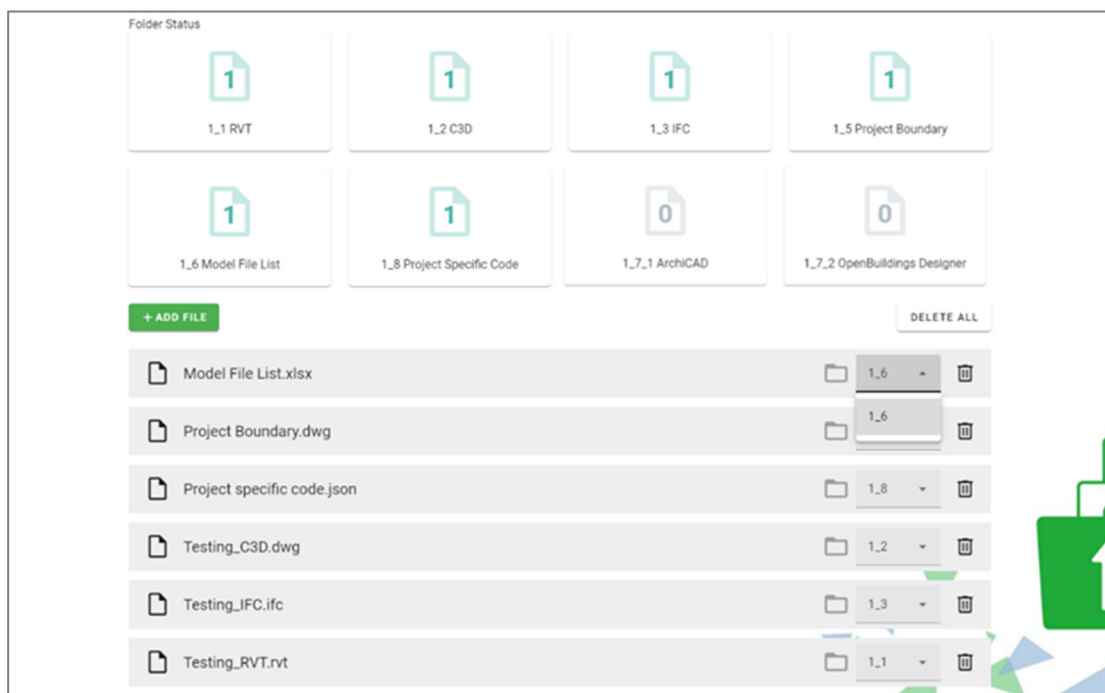 Folder Status
1 1 1 1
1_1 RVT 1_2 C3D 1_3 IFC 1_5 Project Boundary
1 1 0 0
1_6 Model File List 1_8 Project Specific Code 1_7_1 ArchiCAD 1_7_2 OpenBuildings Designer
+ ADD FILE DELETE ALL
Model File List.xlsx 1_6
1_6
Project Boundary.dwg
Project specific code.json 1_8
Testing_C3D.dwg 1_2
Testing_IFC.ifc 1_3
Testing_RVT.rvt 1_1